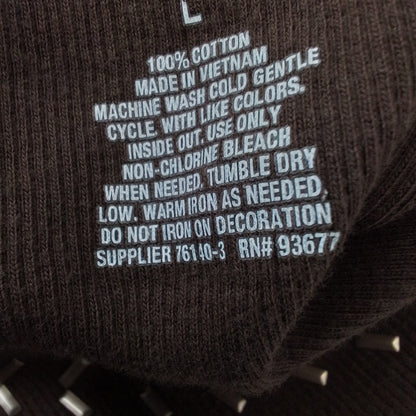 L
100% COTTON
MADE IN VIETNAM
MACHINE WASH COLD GENTLE
CYCLE. WITH LIKE COLORS.
INSIDE OUT. USE ONLY
NON-CHLORINE BLEACH
WHEN NEEDED. TUMBLE DRY
LOW. WARM IRON AS NEEDED.
DO NOT IRON ON DECORATION
SUPPLIER 76140-3 RN# 93677